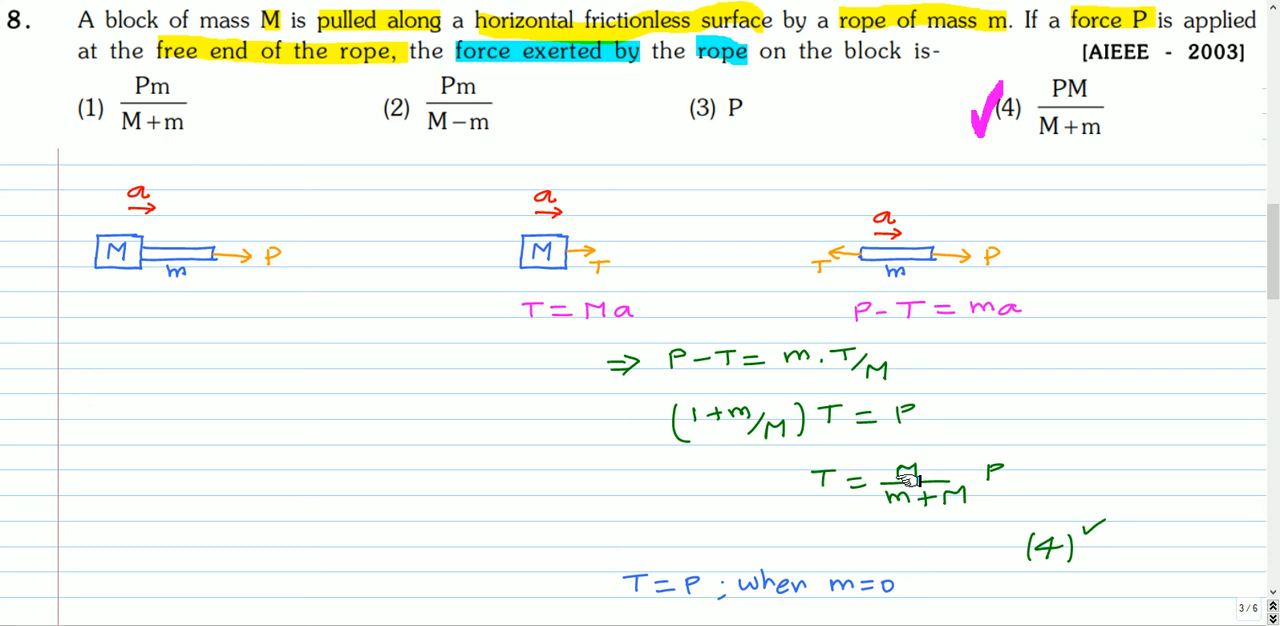 8. A block of mass M is pulled along a horizontal frictionless surface by a rope of mass m. If a force P is applied
at the free end of the rope, the force exerted by the rope on the block is- [AIEEE - 2003]
(1) Pm/(M+m) (2) Pm/(M–m) (3) P (4) PM/(M+m)
a a a
M m P M T T m P
T = Ma P - T = ma
⇒ P - T = m . T/M
(1 + m/M) T = P
T = M/(m+M) P
(4) ✓
T = P ; when m = 0
3 / 6